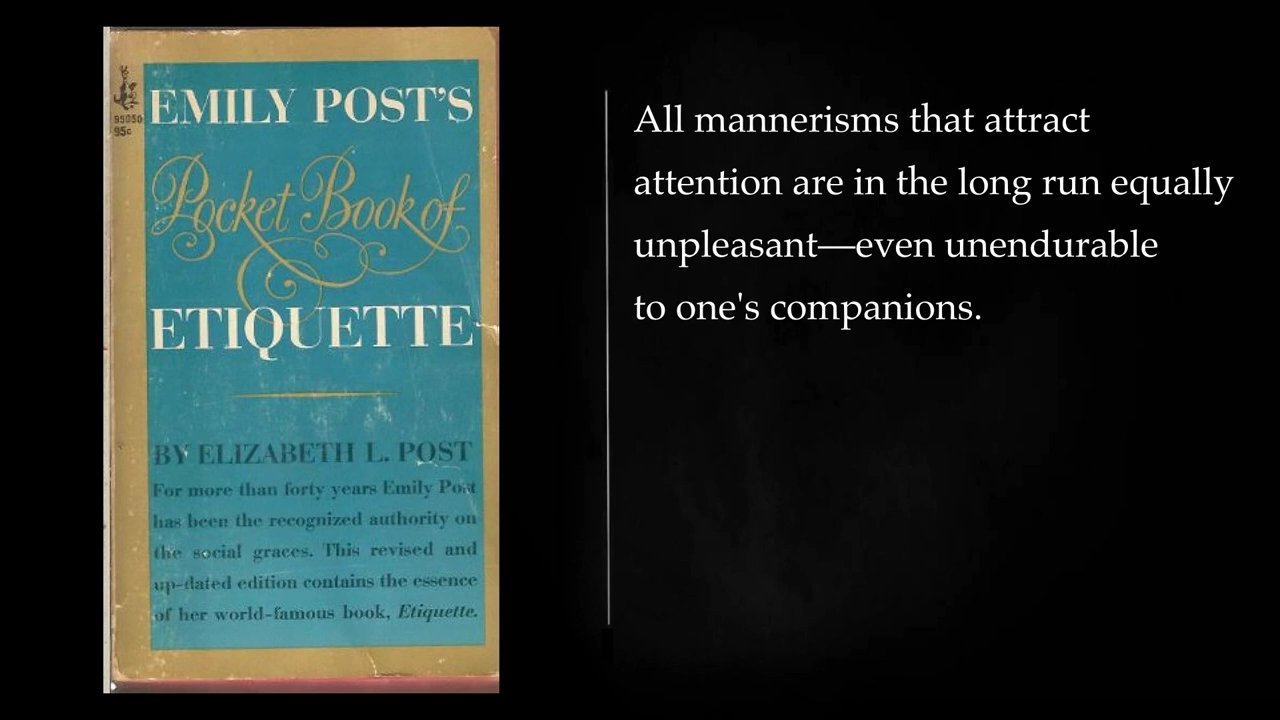 95050
95c
EMILY POST'S
Pocket Book of
ETIQUETTE
BY ELIZABETH L. POST
For more than forty years Emily Post
has been the recognized authority on
the social graces. This revised and
up-dated edition contains the essence
of her world-famous book, Etiquette.
All mannerisms that attract
attention are in the long run equally
unpleasant—even unendurable
to one's companions.